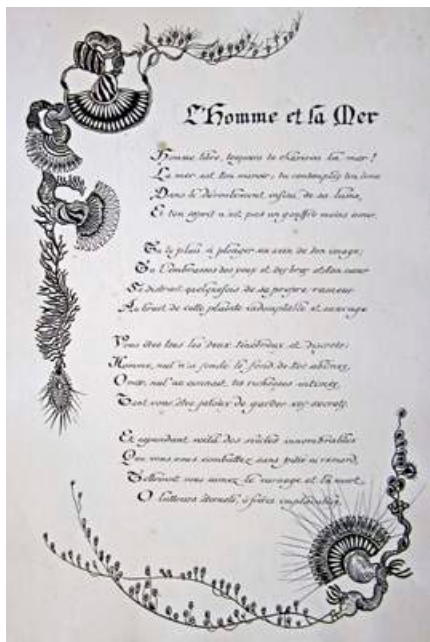 L'Homme et la Mer
Homme libre, toujours tu chériras la mer !
La mer est ton miroir ; tu contemples ton âme
Dans le déroulement infini de sa lame,
Et ton esprit n'est pas un gouffre moins amer.
Tu te plais à plonger au sein de ton image ;
Tu l'embrasses des yeux et des bras et ton cœur
Se distrait quelquefois de sa propre rumeur
Au bruit de cette plainte indomptable et sauvage
Vous êtes tous les deux ténébreux et discrets :
Homme, nul n'a sondé le fond de tes abîmes,
O mer, nul ne connaît tes richesses intimes,
Tant vous êtes jaloux de garder vos secrets.
Et cependant voilà des siècles innombrables
Que vous vous combattez sans pitié ni remord,
Tellement vous aimez le carnage et la mort,
O lutteurs éternels, ô frères implacables.